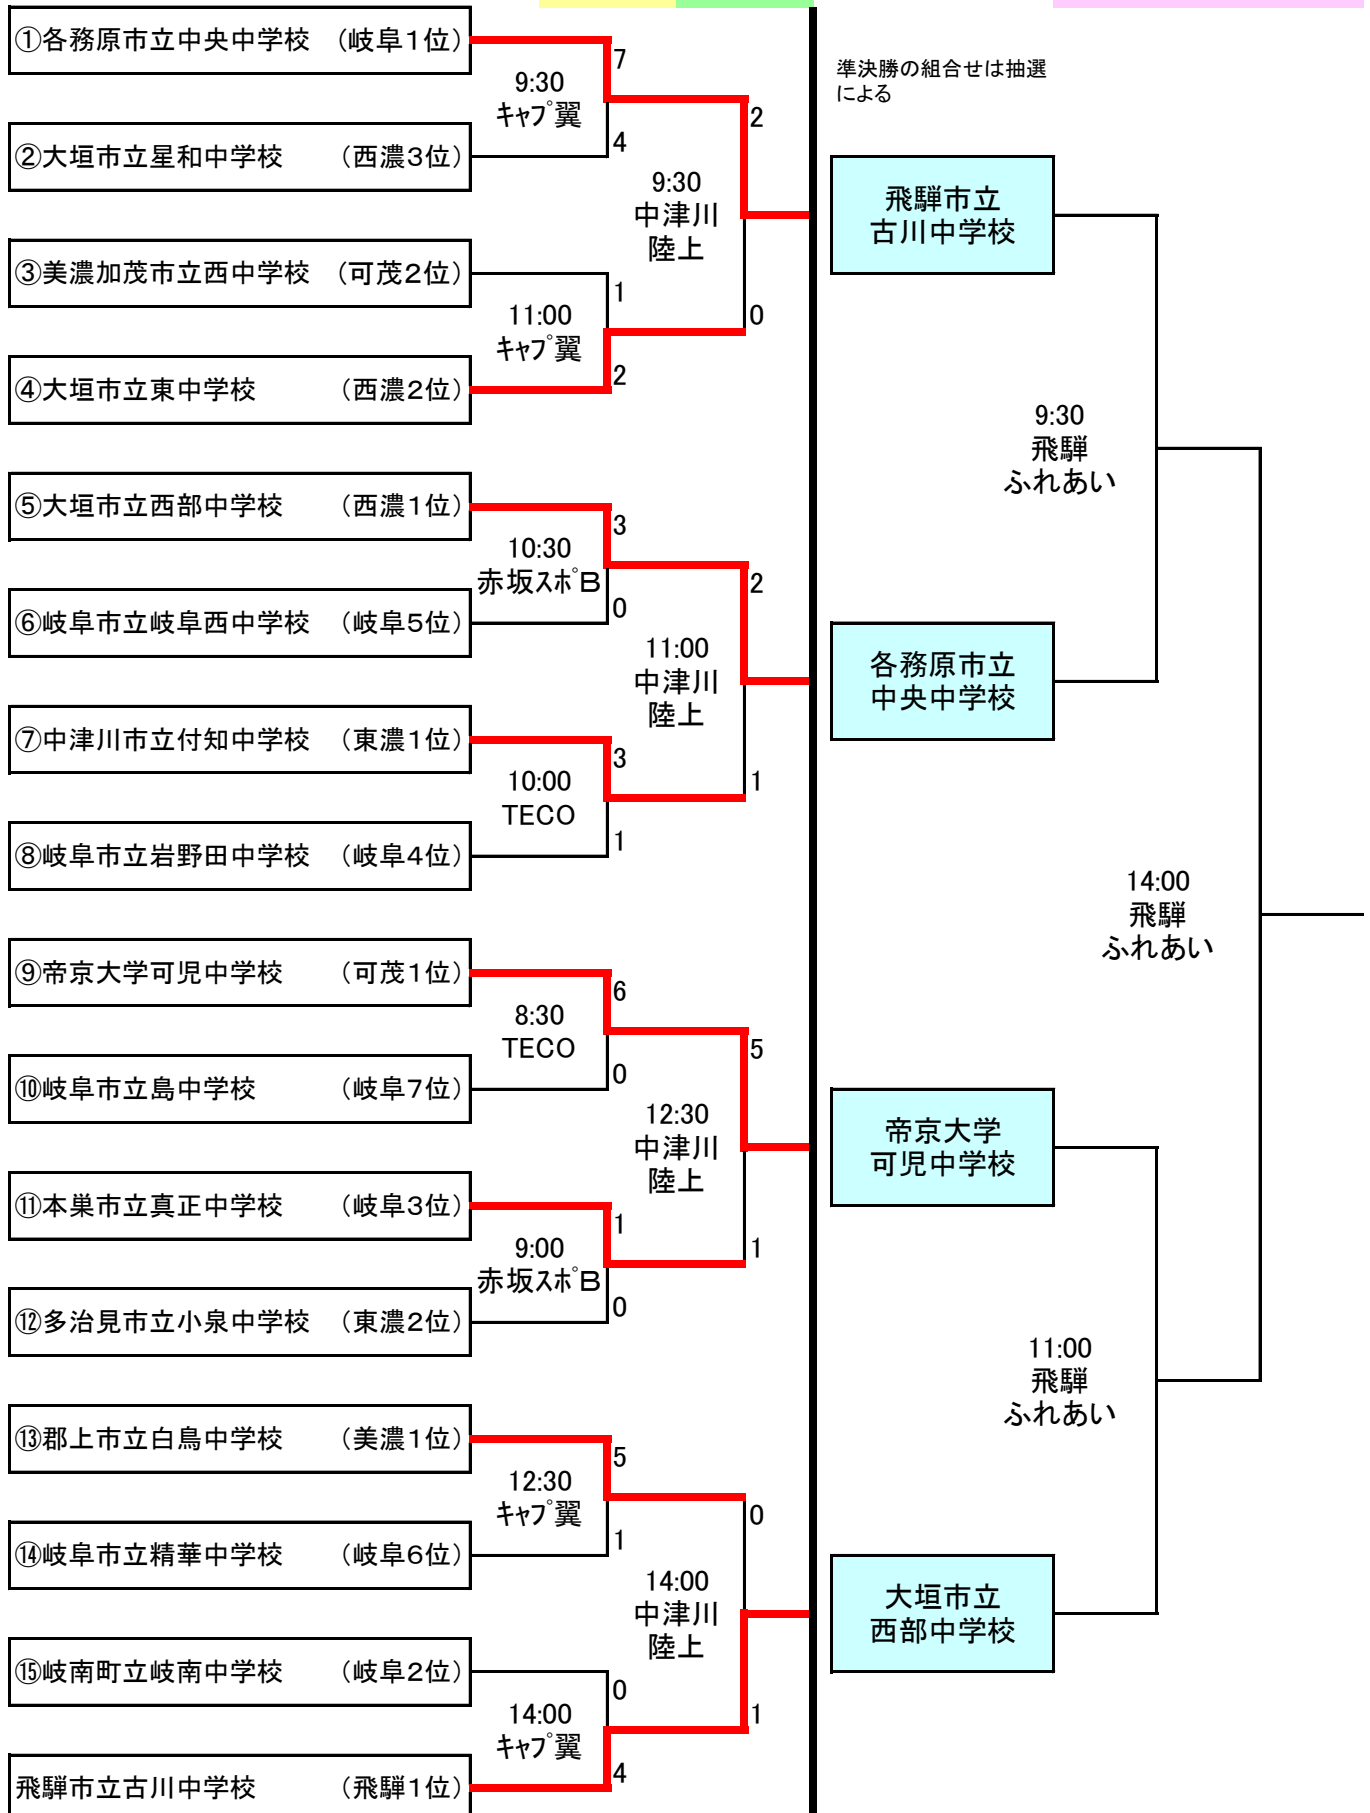 ①各務原市立中央中学校 （岐阜１位）
7
9:30
ｷｬﾌﾟ翼
4
②大垣市立星和中学校 （西濃３位）
2
9:30
中津川
陸上
0
③美濃加茂市立西中学校 （可茂２位）
1
11:00
ｷｬﾌﾟ翼
2
④大垣市立東中学校 （西濃２位）
⑤大垣市立西部中学校 （西濃１位）
3
10:30
赤坂ｽﾎﾟB
0
⑥岐阜市立岐阜西中学校 （岐阜５位）
2
11:00
中津川
陸上
1
⑦中津川市立付知中学校 （東濃１位）
3
10:00
TECO
1
⑧岐阜市立岩野田中学校 （岐阜４位）
⑨帝京大学可児中学校 （可茂１位）
6
8:30
TECO
0
⑩岐阜市立島中学校 （岐阜７位）
5
12:30
中津川
陸上
1
⑪本巣市立真正中学校 （岐阜３位）
1
9:00
赤坂ｽﾎﾟB
0
⑫多治見市立小泉中学校 （東濃２位）
⑬郡上市立白鳥中学校 （美濃１位）
5
12:30
ｷｬﾌﾟ翼
1
⑭岐阜市立精華中学校 （岐阜６位）
0
14:00
中津川
陸上
1
⑮岐南町立岐南中学校 （岐阜２位）
0
14:00
ｷｬﾌﾟ翼
4
飛騨市立古川中学校 （飛騨１位）
準決勝の組合せは抽選
による
飛騨市立
古川中学校
9:30
飛騨
ふれあい
各務原市立
中央中学校
14:00
飛騨
ふれあい
帝京大学
可児中学校
11:00
飛騨
ふれあい
大垣市立
西部中学校